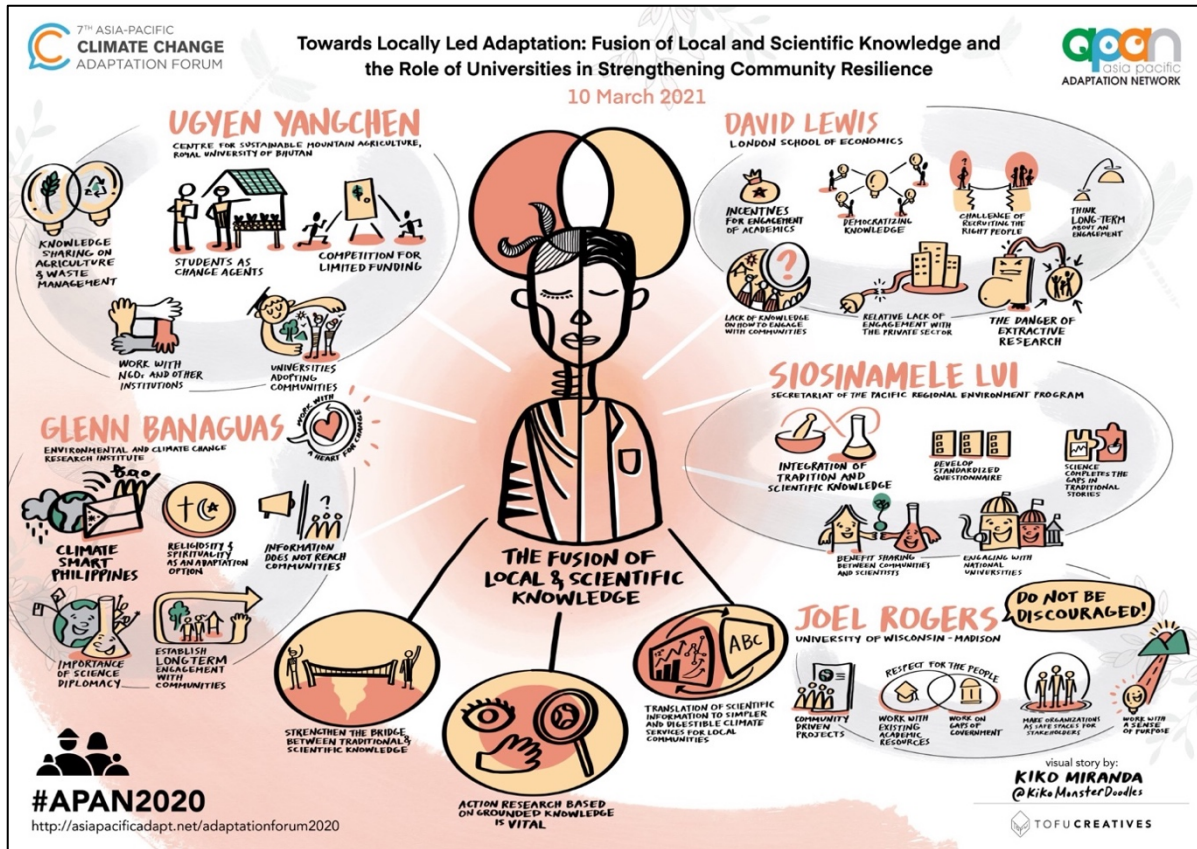 7TH ASIA-PACIFIC
CLIMATE CHANGE
ADAPTATION FORUM
Towards Locally Led Adaptation: Fusion of Local and Scientific Knowledge and
the Role of Universities in Strengthening Community Resilience
10 March 2021
apan
asia pacific
ADAPTATION NETWORK
UGYEN YANGCHEN
CENTRE FOR SUSTAINABLE MOUNTAIN AGRICULTURE,
ROYAL UNIVERSITY OF BHUTAN
KNOWLEDGE
SHARING ON
AGRICULTURE
& WASTE
MANAGEMENT
STUDENTS AS
CHANGE AGENTS
COMPETITION FOR
LIMITED FUNDING
WORK WITH
NGOs AND OTHER
INSTITUTIONS
UNIVERSITIES
ADOPTING
COMMUNITIES
GLENN BANAGUAS
ENVIRONMENTAL AND CLIMATE CHANGE
RESEARCH INSTITUTE
WORK WITH
A HEART FOR CHANGE
CLIMATE
SMART
PHILIPPINES
RELIGIOSITY &
SPIRITUALITY
AS AN ADAPTATION
OPTION
?
INFORMATION
DOES NOT REACH
COMMUNITIES
IMPORTANCE
OF SCIENCE
DIPLOMACY
ESTABLISH
LONG TERM
ENGAGEMENT
WITH
COMMUNITIES
DAVID LEWIS
LONDON SCHOOL OF ECONOMICS
INCENTIVES
FOR ENGAGEMENT
OF ACADEMICS
DEMOCRATIZING
KNOWLEDGE
?
CHALLENGE OF
RECRUITING THE
RIGHT PEOPLE
THINK
LONG-TERM
ABOUT AN
ENGAGEMENT
?
LACK OF KNOWLEDGE
ON HOW TO ENGAGE
WITH COMMUNITIES
RELATIVE LACK OF
ENGAGEMENT WITH
THE PRIVATE SECTOR
THE DANGER OF
EXTRACTIVE
RESEARCH
SIOSINAMELE LUI
SECRETARIAT OF THE PACIFIC REGIONAL ENVIRONMENT PROGRAM
INTEGRATION OF
TRADITION AND
SCIENTIFIC KNOWLEDGE
DEVELOP
STANDARDIZED
QUESTIONNAIRE
SCIENCE
COMPLETES THE
GAPS IN
TRADITIONAL
STORIES
BENEFIT SHARING
BETWEEN COMMUNITIES
AND SCIENTISTS
ENGAGING WITH
NATIONAL
UNIVERSITIES
JOEL ROGERS
UNIVERSITY OF WISCONSIN - MADISON
DO NOT BE
DISCOURAGED!
COMMUNITY
DRIVEN
PROJECTS
RESPECT FOR THE PEOPLE
WORK WITH
EXISTING
ACADEMIC
RESOURCES
WORK ON
GAPS OF
GOVERNMENT
MAKE ORGANIZATIONS
AS SAFE SPACES FOR
STAKEHOLDERS
WORK WITH
A SENSE
OF PURPOSE
THE FUSION OF
LOCAL & SCIENTIFIC
KNOWLEDGE
STRENGTHEN THE BRIDGE
BETWEEN TRADITIONAL &
SCIENTIFIC KNOWLEDGE
ACTION RESEARCH BASED
ON GROUNDED KNOWLEDGE
IS VITAL
ABC
TRANSLATION OF SCIENTIFIC
INFORMATION TO SIMPLER
AND DIGESTIBLE CLIMATE
SERVICES FOR LOCAL
COMMUNITIES
#APAN2020
http://asiapacificadapt.net/adaptationforum2020
visual story by:
KIKO MIRANDA
@KikoMonsterDoodles
TOFU CREATIVES